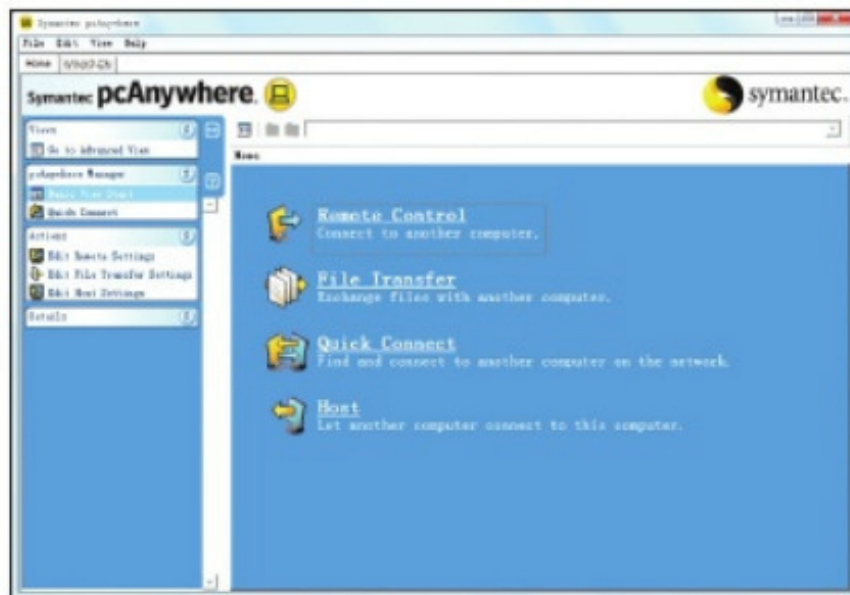 Symantec pcAnywhere
File Edit View Help
Home
Symantec pcAnywhere.
symantec.
Views
Go to Advanced View
pcAnywhere Manager
Basic View Start
Quick Connect
Actions
Edit Remote Settings
Edit File Transfer Settings
Edit Host Settings
Details
Home
Remote Control
Connect to another computer.
File Transfer
Exchange files with another computer.
Quick Connect
Find and connect to another computer on the network.
Host
Let another computer connect to this computer.